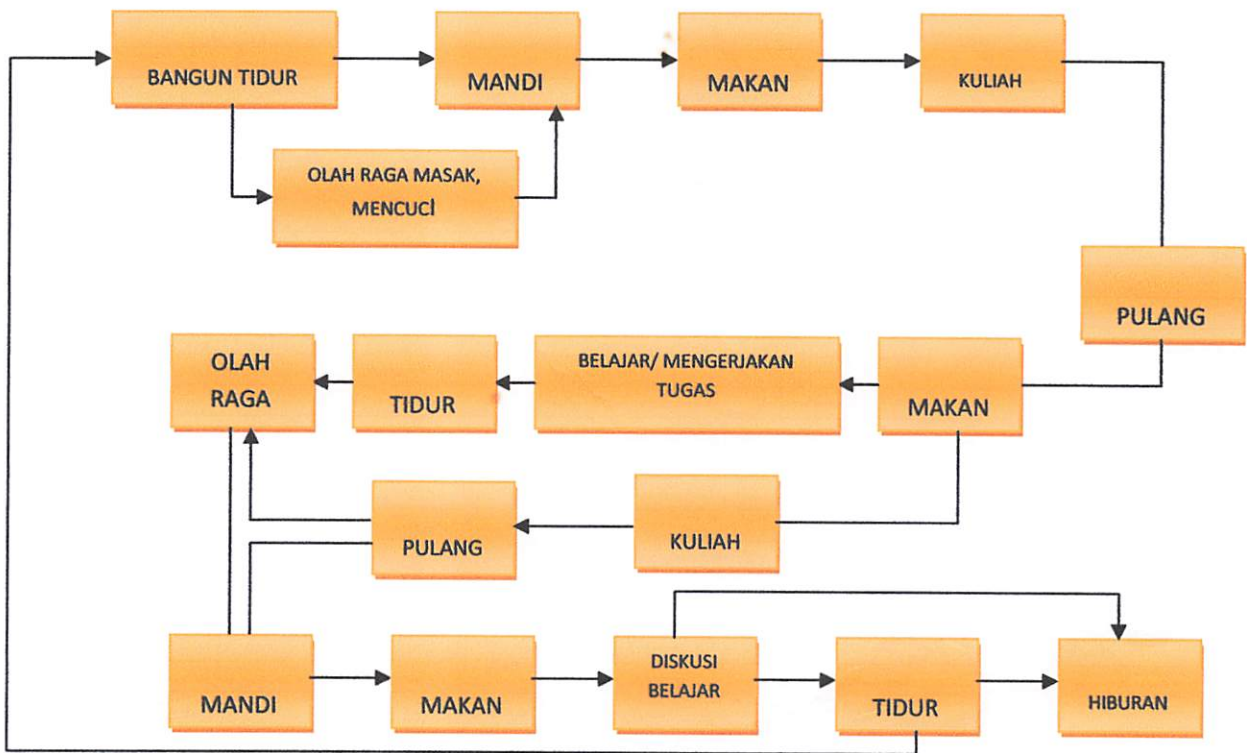 BANGUN TIDUR
MANDI
MAKAN
KULIAH
OLAH RAGA MASAK,
MENCUCI
PULANG
OLAH
RAGA
TIDUR
BELAJAR/ MENGERJAKAN
TUGAS
MAKAN
PULANG
KULIAH
MANDI
MAKAN
DISKUSI
BELAJAR
TIDUR
HIBURAN